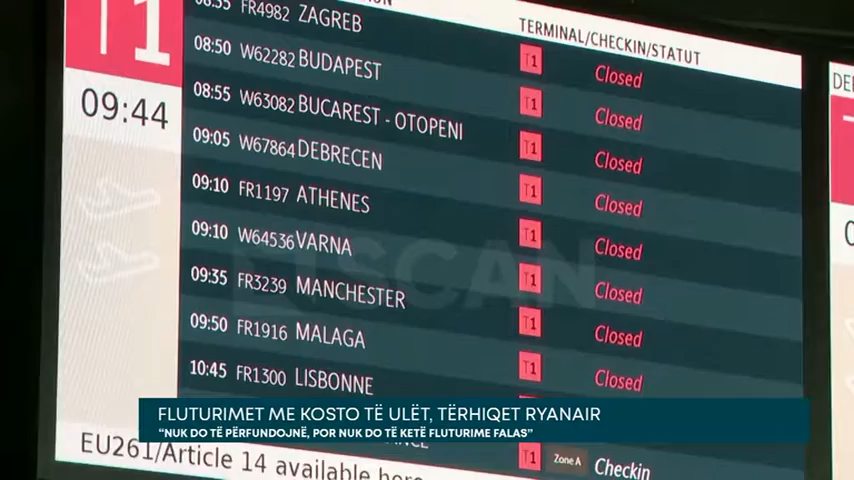 TERMINAL/CHECKIN/STATUT
T1
09:44
08:35 FR4982 ZAGREB T1 Closed
08:50 W62282 BUDAPEST T1 Closed
08:55 W63082 BUCAREST - OTOPENI T1 Closed
09:05 W67864 DEBRECEN T1 Closed
09:10 FR1197 ATHENES T1 Closed
09:10 W64536 VARNA T1 Closed
09:35 FR3239 MANCHESTER T1 Closed
09:50 FR1916 MALAGA T1 Closed
10:45 FR1300 LISBONNE
T1 Zone A Checkin
EU261/Article 14 available here
SCAN
FLUTURIMET ME KOSTO TË ULËT, TËRHIQET RYANAIR
“NUK DO TË PËRFUNDOJNË, POR NUK DO TË KETË FLUTURIME FALAS”